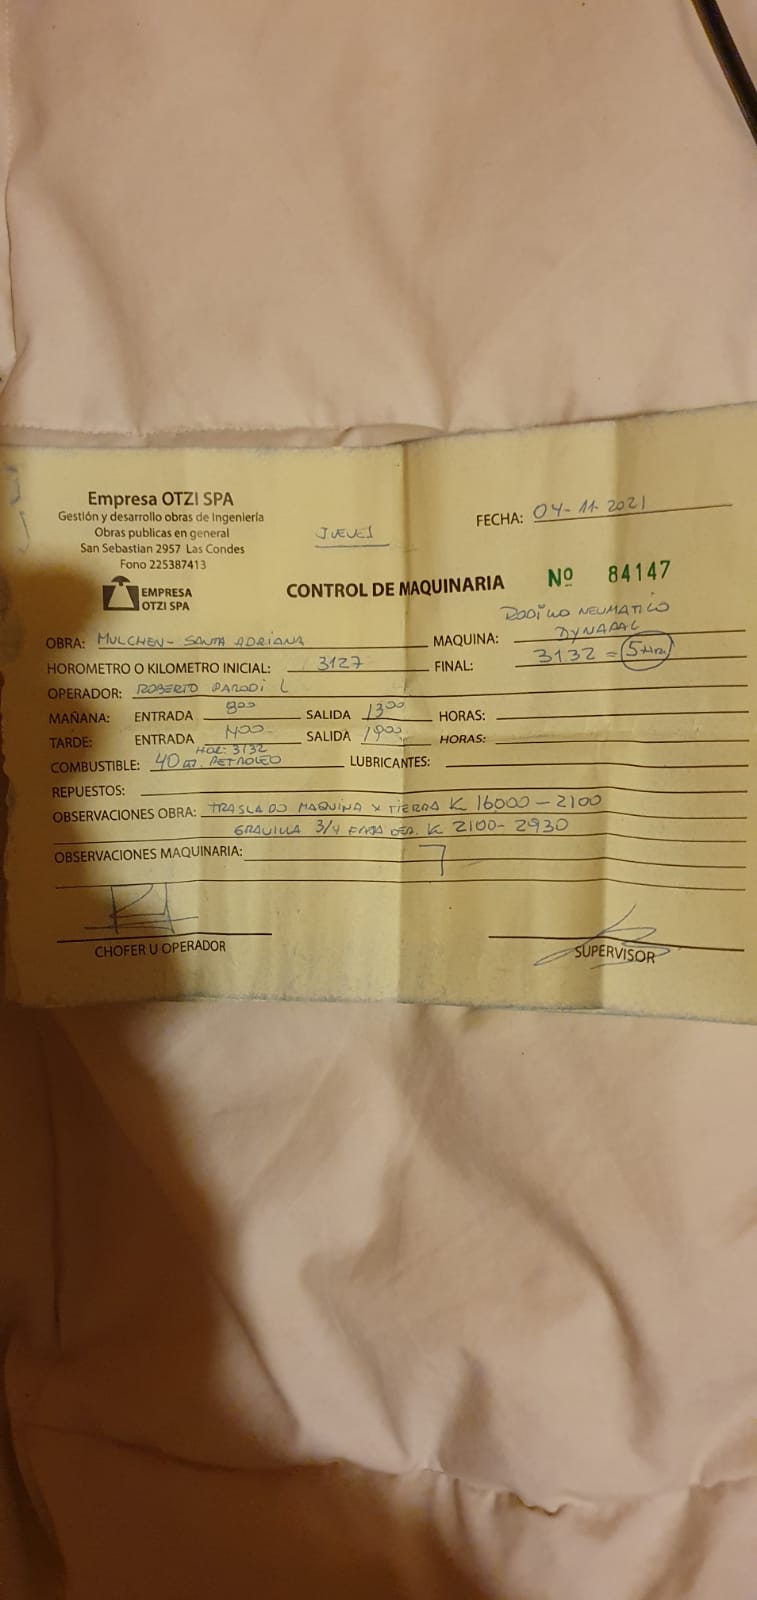 Empresa OTZI SPA
Gestión y desarrollo obras de Ingeniería
Obras publicas en general
San Sebastian 2957 Las Condes
Fono 225387413
EMPRESA
OTZI SPA
JUEVES
FECHA: 04-11-2021
CONTROL DE MAQUINARIA Nº 84147
OBRA: MULCHEN - SANTA ADRIANA
MAQUINA: RODILLO NEUMATICO
DYNAPAC
HOROMETRO O KILOMETRO INICIAL: 3127 FINAL: 3132 = 5 Hrs.
OPERADOR: ROBERTO PARODI L
MAÑANA: ENTRADA 800 SALIDA 1300 HORAS:
TARDE: ENTRADA 1400 SALIDA 1900 HORAS:
HOR: 3132
COMBUSTIBLE: 40 PETROLEO LUBRICANTES:
REPUESTOS:
OBSERVACIONES OBRA: TRASLADO MAQUINA X TIERRA K 16000 - 2100
GRAVILLA 3/4 FAJA DER. K 2100 - 2930
OBSERVACIONES MAQUINARIA:
CHOFER U OPERADOR
SUPERVISOR